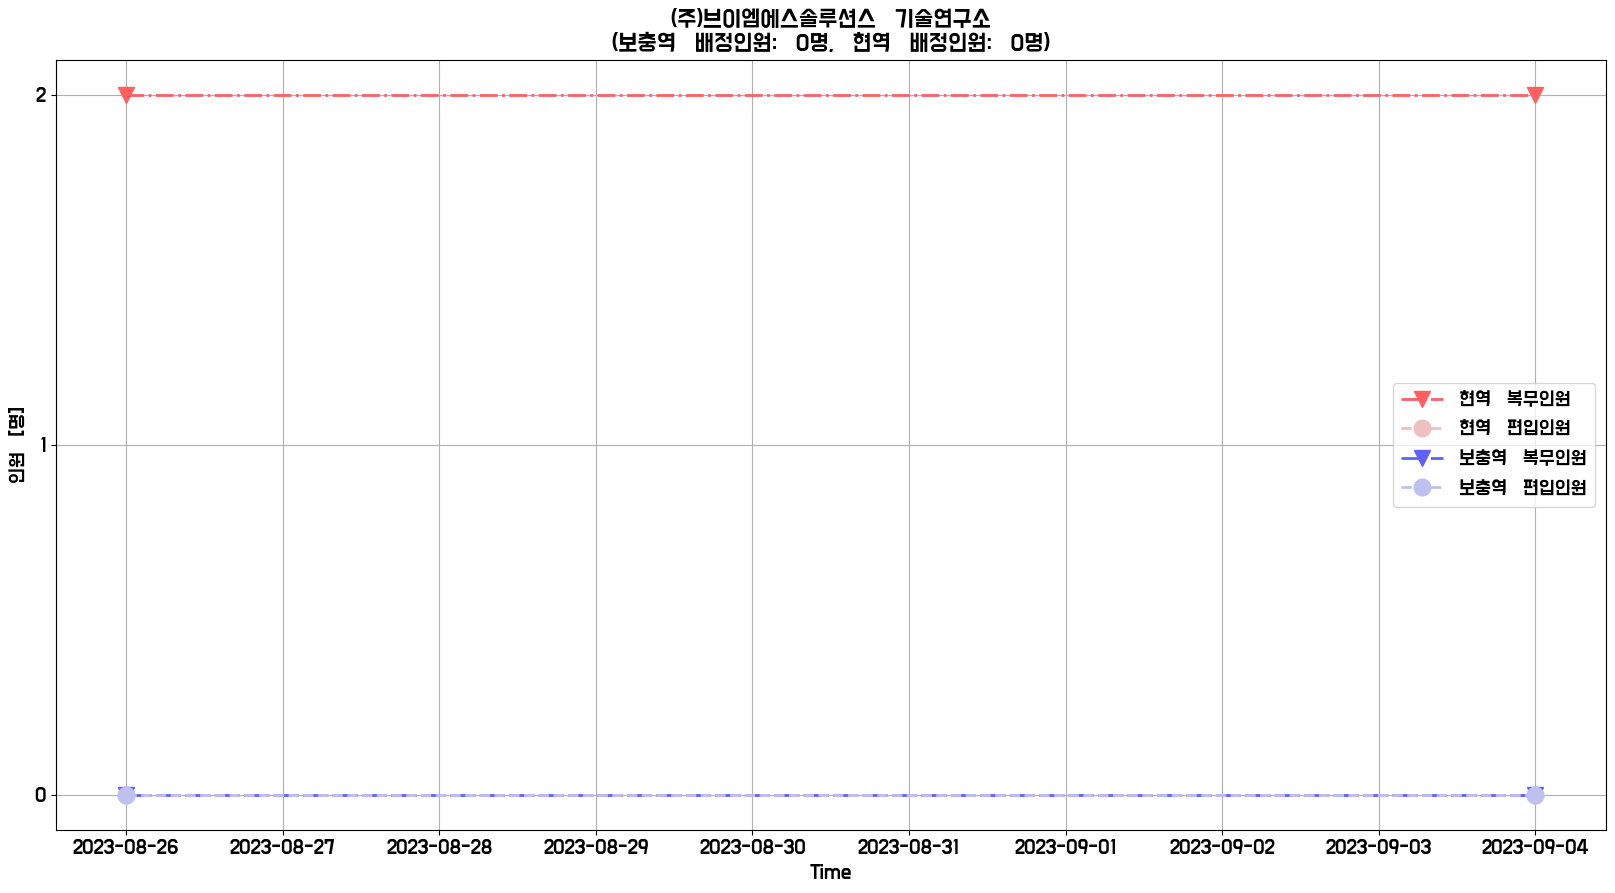 (주)브이엠에스솔루션스 기술연구소
(보충역 배정인원: 0명, 현역 배정인원: 0명)
인원 [명]
2
1
0
현역 복무인원
현역 편입인원
보충역 복무인원
보충역 편입인원
2023-08-26 2023-08-27 2023-08-28 2023-08-29 2023-08-30 2023-08-31 2023-09-01 2023-09-02 2023-09-03 2023-09-04
Time